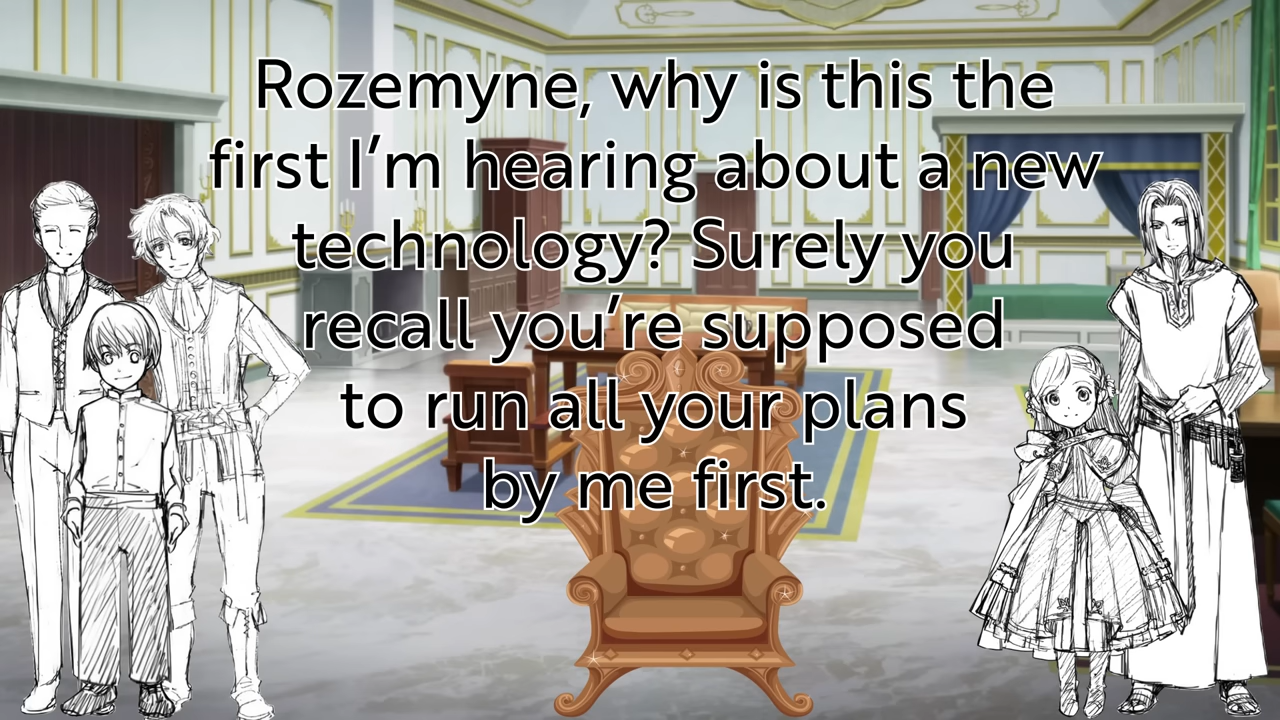 Rozemyne, why is this the
first I'm hearing about a new
technology? Surely you
recall you're supposed
to run all your plans
by me first.